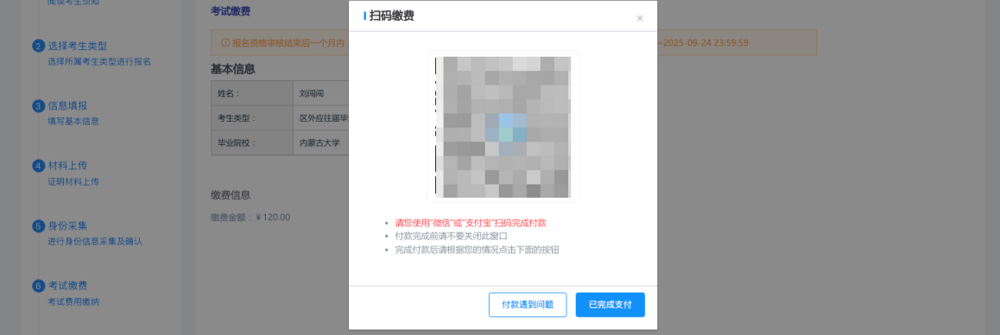 阅读考生须知
2 选择考生类型
选择所属考生类型进行报名
3 信息填报
填写基本信息
4 材料上传
证明材料上传
5 身份采集
进行身份信息采集及确认
6 考试缴费
考试费用缴纳
考试缴费
报名资格审核结束后一个月内
~2025-09-24 23:59:59
基本信息
姓名： 刘闯闯
考生类型： 区外应往届毕
毕业院校： 内蒙古大学
缴费信息
缴费金额：￥120.00
扫码缴费
请您使用"微信"或"支付宝"扫码完成付款
付款完成前请不要关闭此窗口
完成付款后请根据您的情况点击下面的按钮
付款遇到问题
已完成支付